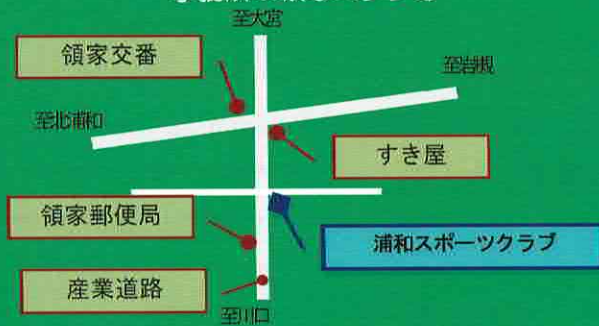 至大宮
領家交番
至岩槻
至北浦和
すき屋
領家郵便局
浦和スポーツクラブ
産業道路
至川口